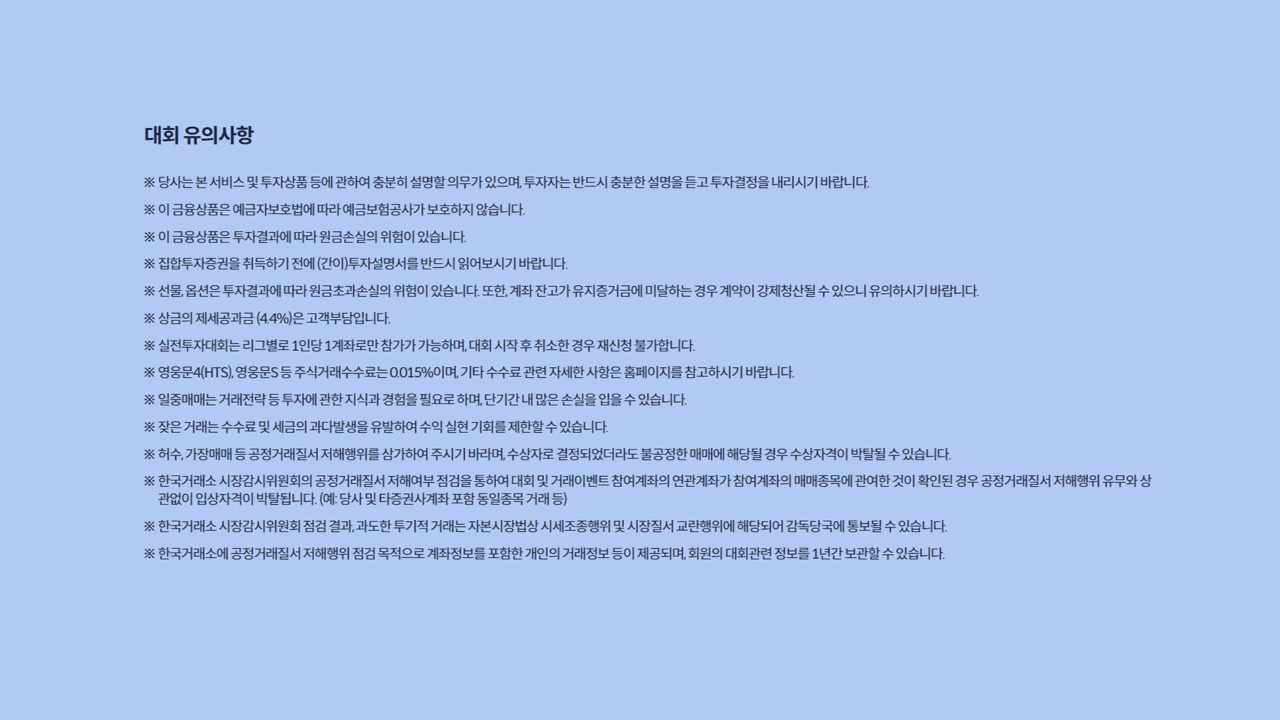 대회 유의사항
※ 당사는 본 서비스 및 투자상품 등에 관하여 충분히 설명할 의무가 있으며, 투자자는 반드시 충분한 설명을 듣고 투자결정을 내리시기 바랍니다.
※ 이 금융상품은 예금자보호법에 따라 예금보험공사가 보호하지 않습니다.
※ 이 금융상품은 투자결과에 따라 원금손실의 위험이 있습니다.
※ 집합투자증권을 취득하기 전에 (간이)투자설명서를 반드시 읽어보시기 바랍니다.
※ 선물, 옵션은 투자결과에 따라 원금초과손실의 위험이 있습니다. 또한, 계좌 잔고가 유지증거금에 미달하는 경우 계약이 강제청산될 수 있으니 유의하시기 바랍니다.
※ 상금의 제세공과금 (4.4%)은 고객부담입니다.
※ 실전투자대회는 리그별로 1인당 1계좌로만 참가가 가능하며, 대회 시작 후 취소한 경우 재신청 불가합니다.
※ 영웅문4(HTS), 영웅문S 등 주식거래수수료는 0.015%이며, 기타 수수료 관련 자세한 사항은 홈페이지를 참고하시기 바랍니다.
※ 일중매매는 거래전략 등 투자에 관한 지식과 경험을 필요로 하며, 단기간 내 많은 손실을 입을 수 있습니다.
※ 잦은 거래는 수수료 및 세금의 과다발생을 유발하여 수익 실현 기회를 제한할 수 있습니다.
※ 허수, 가장매매 등 공정거래질서 저해행위를 삼가하여 주시기 바라며, 수상자로 결정되었더라도 불공정한 매매에 해당될 경우 수상자격이 박탈될 수 있습니다.
※ 한국거래소 시장감시위원회의 공정거래질서 저해여부 점검을 통하여 대회 및 거래이벤트 참여계좌의 연관계좌가 참여계좌의 매매종목에 관여한 것이 확인된 경우 공정거래질서 저해행위 유무와 상
관없이 입상자격이 박탈됩니다. (예: 당사 및 타증권사계좌 포함 동일종목 거래 등)
※ 한국거래소 시장감시위원회 점검 결과, 과도한 투기적 거래는 자본시장법상 시세조종행위 및 시장질서 교란행위에 해당되어 감독당국에 통보될 수 있습니다.
※ 한국거래소에 공정거래질서 저해행위 점검 목적으로 계좌정보를 포함한 개인의 거래정보 등이 제공되며, 회원의 대회관련 정보를 1년간 보관할 수 있습니다.